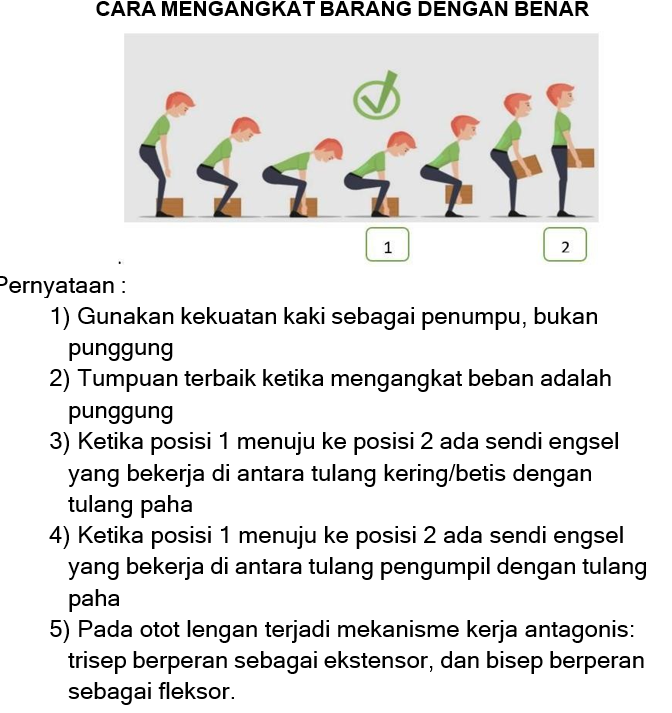 CARA MENGANGKAT BARANG DENGAN BENAR
1
2
.
Pernyataan :
1) Gunakan kekuatan kaki sebagai penumpu, bukan
punggung
2) Tumpuan terbaik ketika mengangkat beban adalah
punggung
3) Ketika posisi 1 menuju ke posisi 2 ada sendi engsel
yang bekerja di antara tulang kering/betis dengan
tulang paha
4) Ketika posisi 1 menuju ke posisi 2 ada sendi engsel
yang bekerja di antara tulang pengumpil dengan tulang
paha
5) Pada otot lengan terjadi mekanisme kerja antagonis:
trisep berperan sebagai ekstensor, dan bisep berperan
sebagai fleksor.